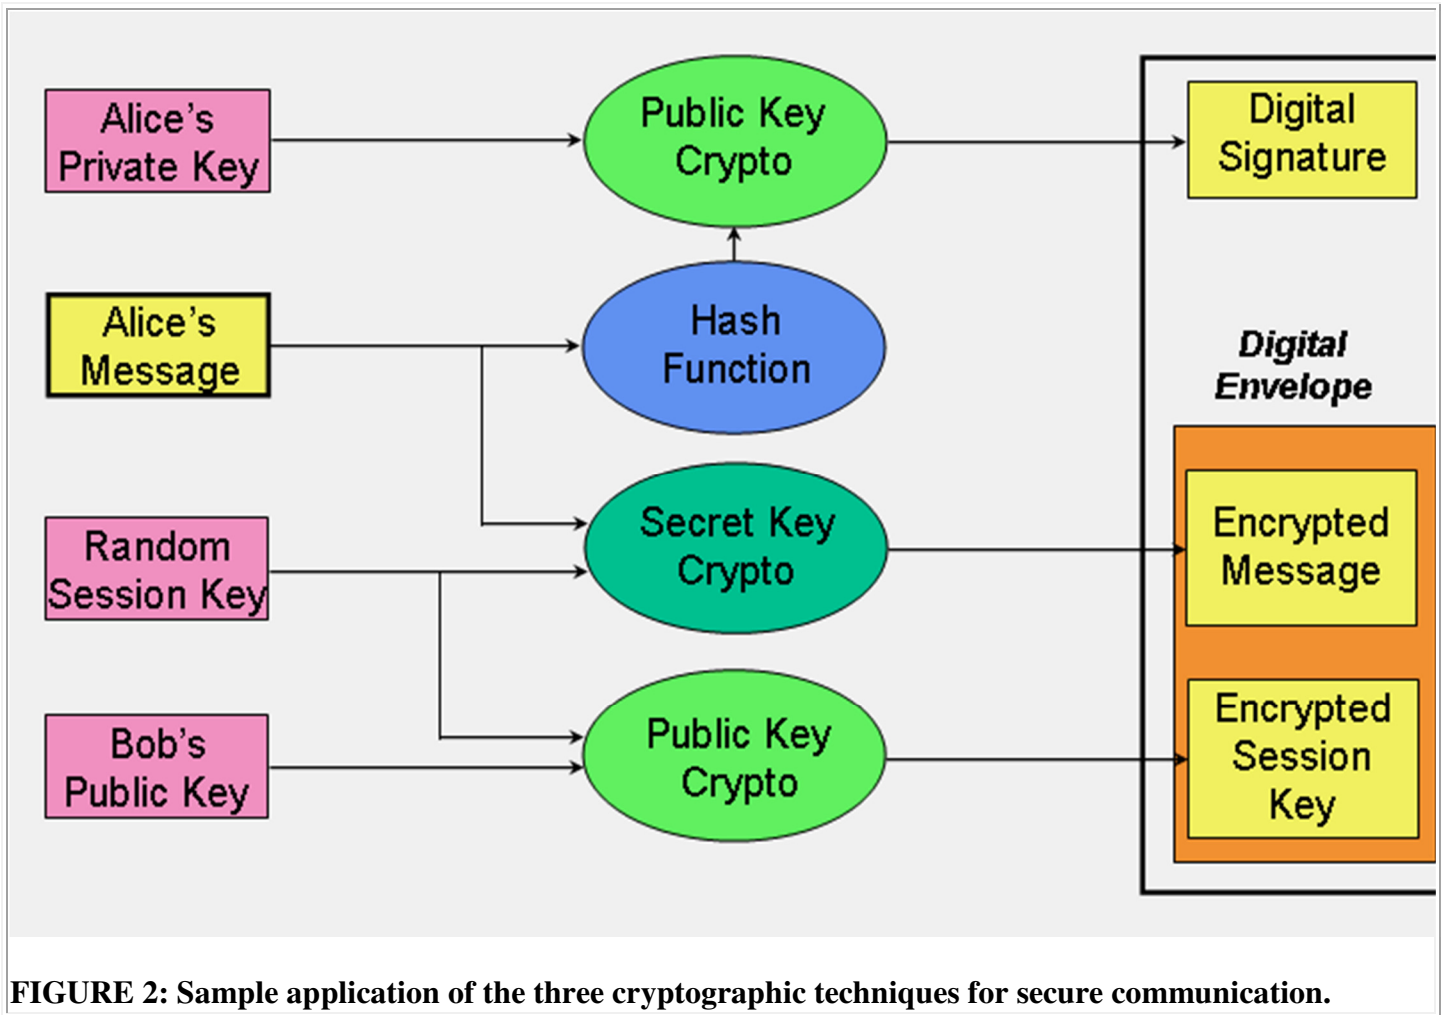 Alice's
Private Key
Public Key
Crypto
Digital
Signature
Alice's
Message
Hash
Function
Digital
Envelope
Random
Session Key
Secret Key
Crypto
Encrypted
Message
Bob's
Public Key
Public Key
Crypto
Encrypted
Session
Key
FIGURE 2: Sample application of the three cryptographic techniques for secure communication.